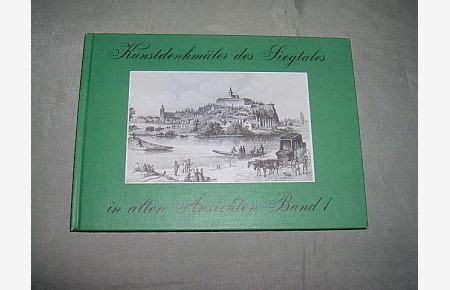 Kunstdenkmäler des Siegtales
in alten Ansichten Band 1